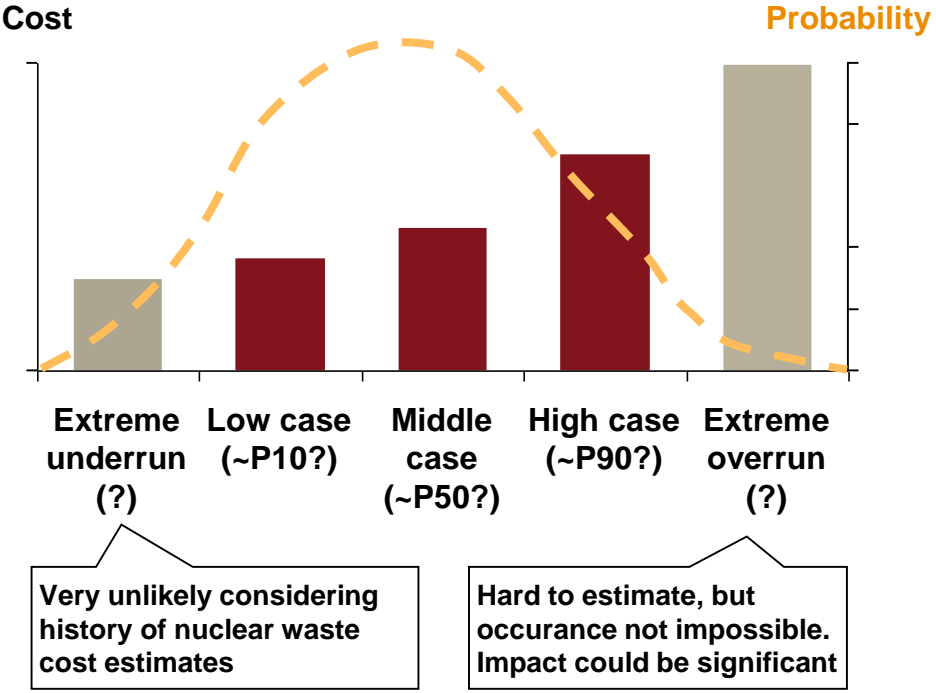 Cost
Probability
Extreme
underrun
(?)
Low case
(~P10?)
Middle
case
(~P50?)
High case
(~P90?)
Extreme
overrun
(?)
Very unlikely considering
history of nuclear waste
cost estimates
Hard to estimate, but
occurance not impossible.
Impact could be significant